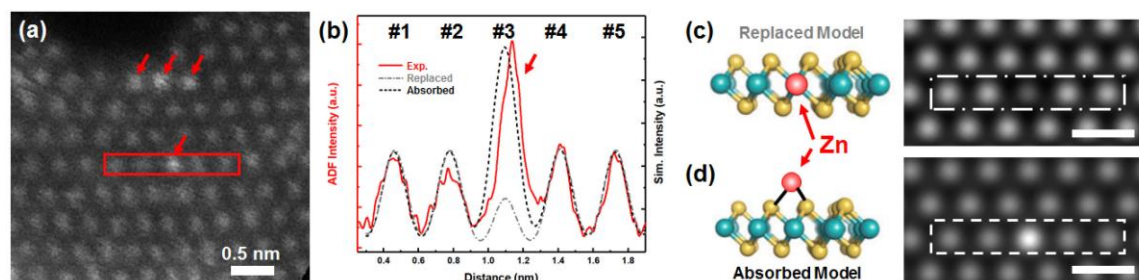 (a)
0.5 nm
(b)
#1 #2 #3 #4 #5
Exp.
Replaced
Absorbed
ADF Intensity (a.u.)
Sim. Intensity (a.u.)
0.4 0.6 0.8 1.0 1.2 1.4 1.6 1.8
Distance (nm)
(c)
Replaced Model
Zn
(d)
Absorbed Model